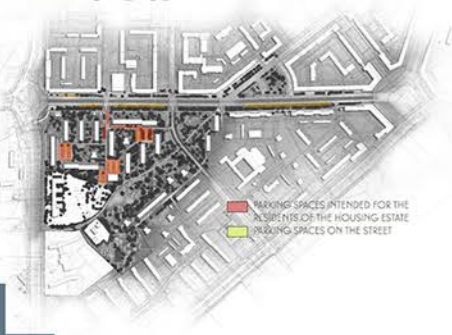 PARKING SPACES INTENDED FOR THE
RESIDENTS OF THE HOUSING ESTATE
PARKING SPACES ON THE STREET